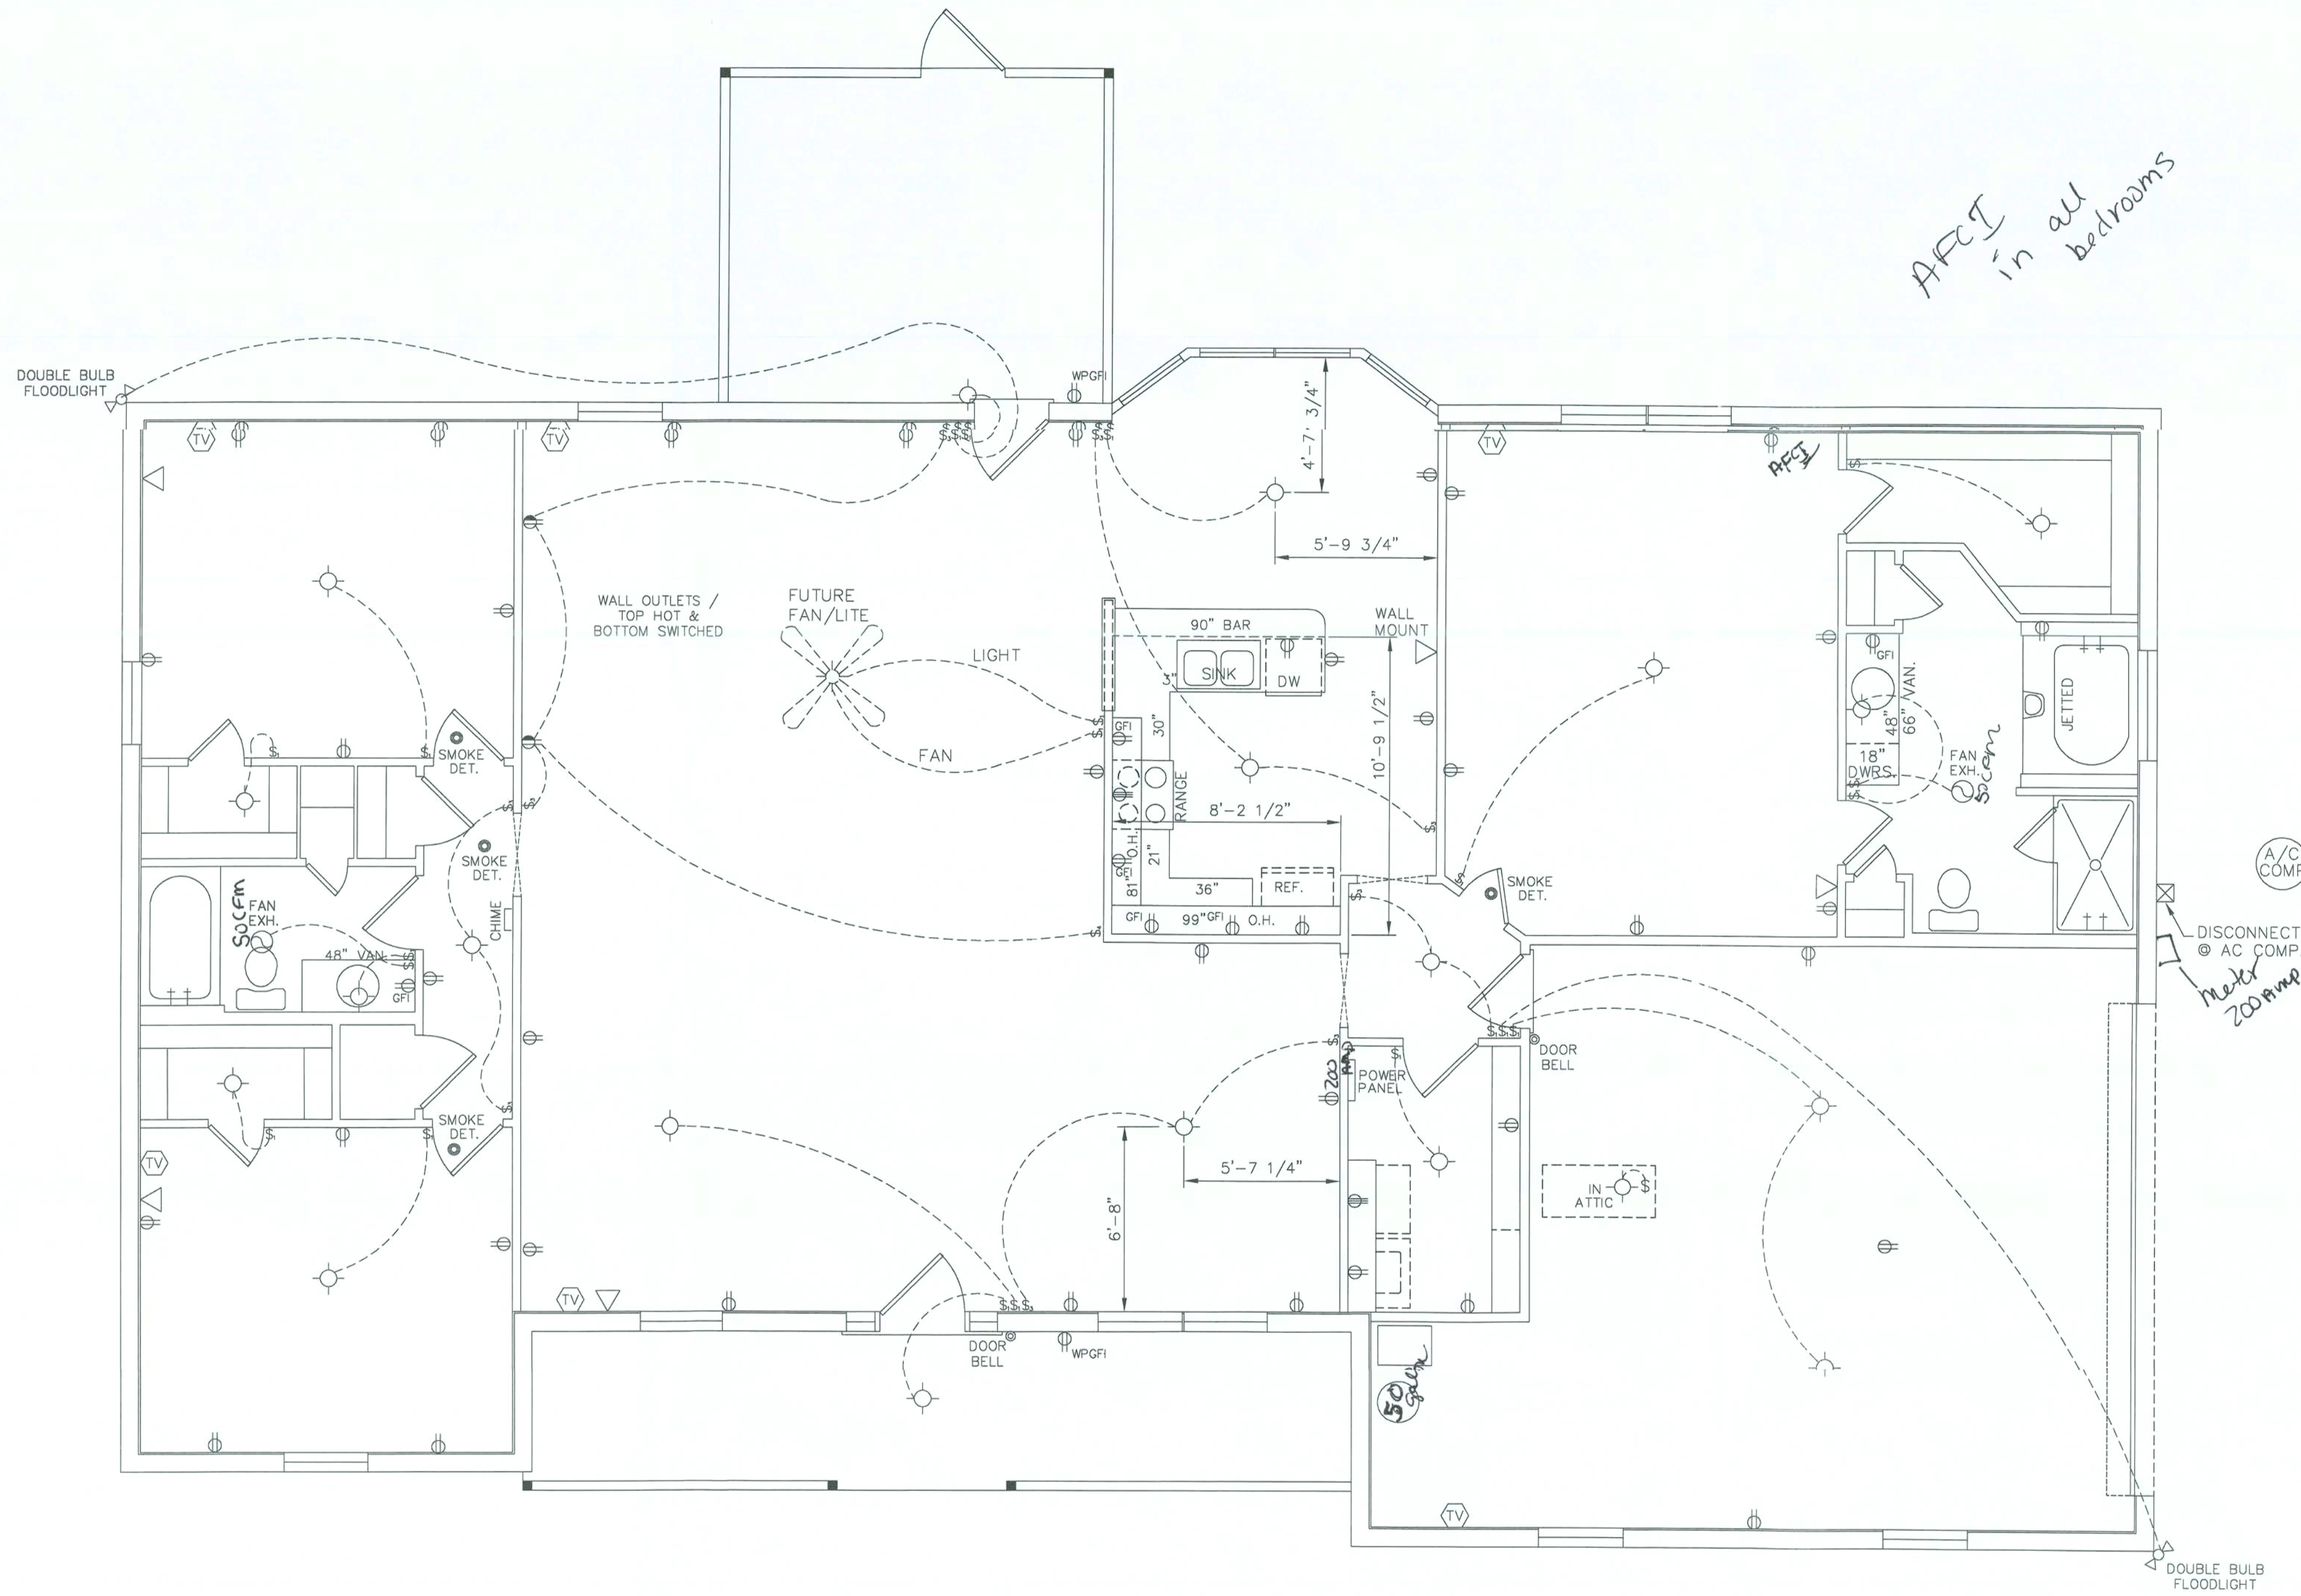 AFCI
in all
bedrooms
DOUBLE BULB
FLOODLIGHT
WPGFI
4'-7, 3/4"
TV
TV
TV
AFCI
5'-9 3/4"
WALL OUTLETS /
TOP HOT &
BOTTOM SWITCHED
FUTURE
FAN/LITE
LIGHT
FAN
90" BAR
WALL
MOUNT
SINK
DW
3"
30"
GFI
RANGE
10'-9 1/2"
8'-2 1/2"
O.H.
21"
GFI
81"
36"
REF.
GFI
99"
GFI
O.H.
GFI
48" VAN.
66"
18"
DWRS.
FAN
EXH.
50CFM
JETTED
SMOKE
DET.
SMOKE
DET.
SMOKE
DET.
CHIME
50CFM
FAN
EXH.
48" VAN
GFI
A/C
COMP
DISCONNECT
@ AC COMP.
meter
200 Amp
DOOR
BELL
200
Amp
POWER
PANEL
SMOKE
DET.
TV
5'-7 1/4"
6'-8"
IN
ATTIC
TV
DOOR
BELL
WPGFI
50
TV
DOUBLE BULB
FLOODLIGHT